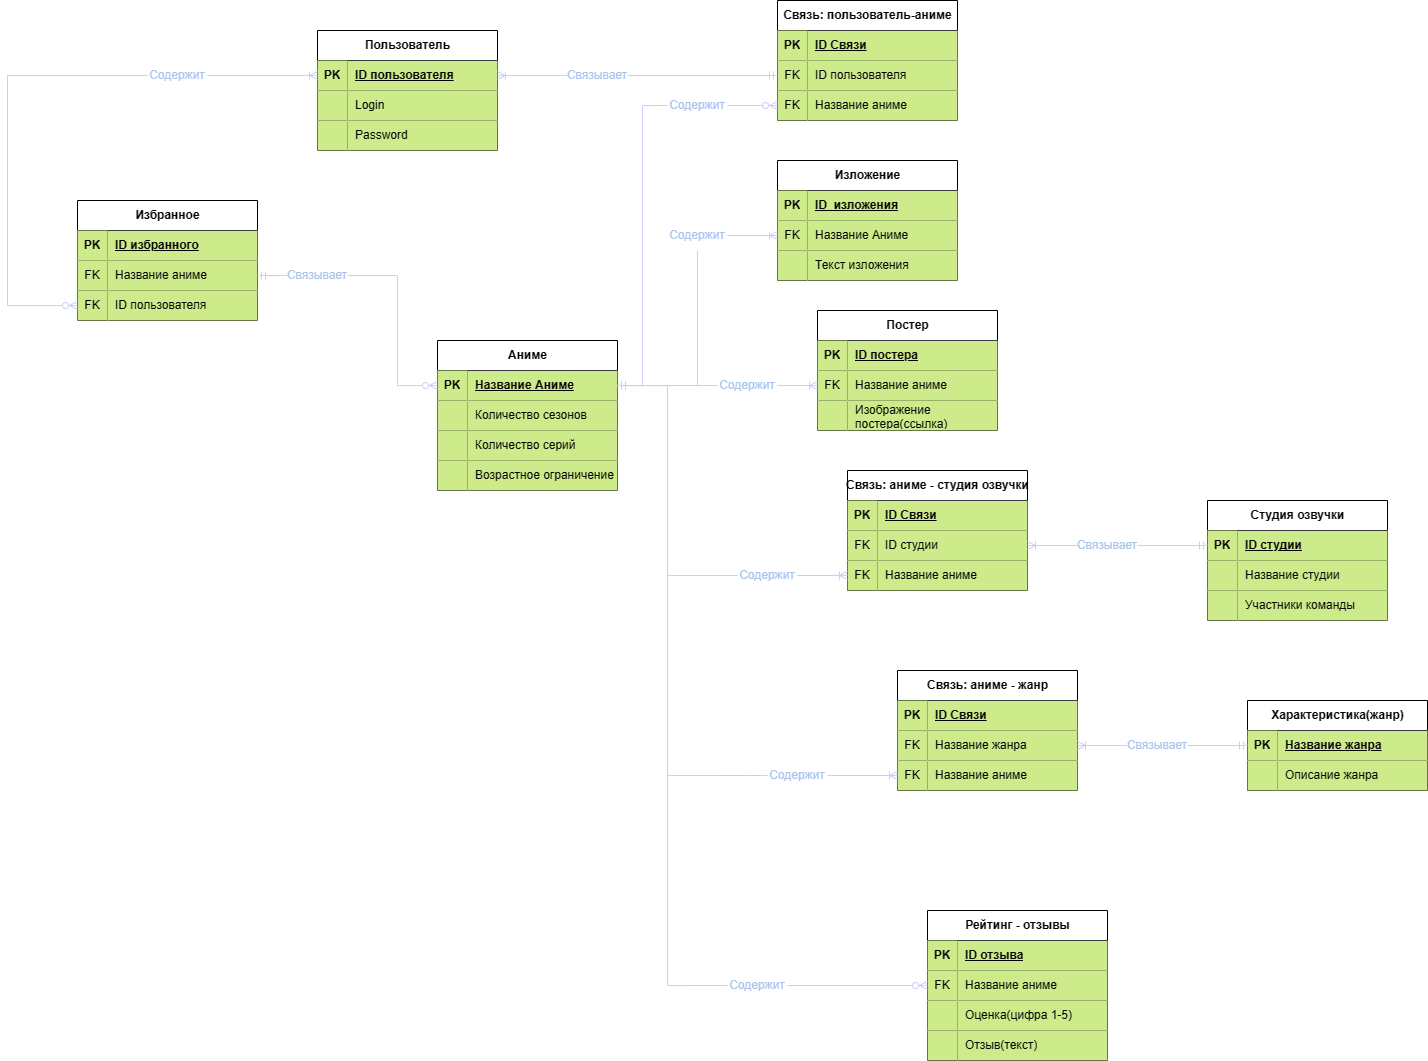 Связь: пользователь-аниме
PK ID Связи
FK ID пользователя
FK Название аниме
Пользователь
PK ID пользователя
Login
Password
Содержит
Связывает
Содержит
Изложение
PK ID_изложения
FK Название Аниме
Текст изложения
Содержит
Избранное
PK ID избранного
FK Название аниме
FK ID пользователя
Связывает
Аниме
PK Название Аниме
Количество сезонов
Количество серий
Возрастное ограничение
Постер
PK ID постера
FK Название аниме
Изображение
постера(ссылка)
Содержит
Связь: аниме - студия озвучки
PK ID Связи
FK ID студии
FK Название аниме
Содержит
Связывает
Студия озвучки
PK ID студии
Название студии
Участники команды
Связь: аниме - жанр
PK ID Связи
FK Название жанра
FK Название аниме
Содержит
Связывает
Характеристика(жанр)
PK Название жанра
Описание жанра
Рейтинг - отзывы
PK ID отзыва
FK Название аниме
Оценка(цифра 1-5)
Отзыв(текст)
Содержит